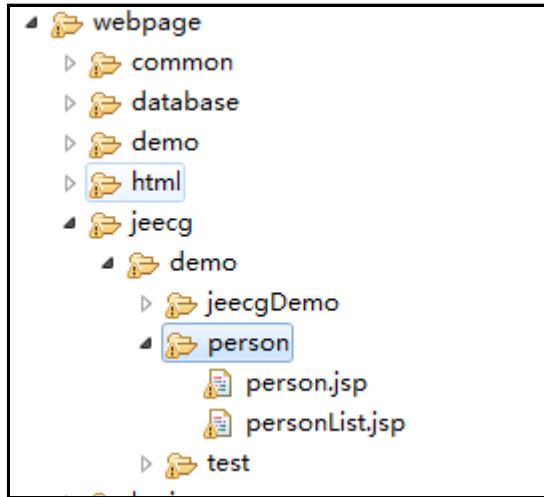 webpage
common
database
demo
html
jeecg
demo
jeecgDemo
person
person.jsp
personList.jsp
test